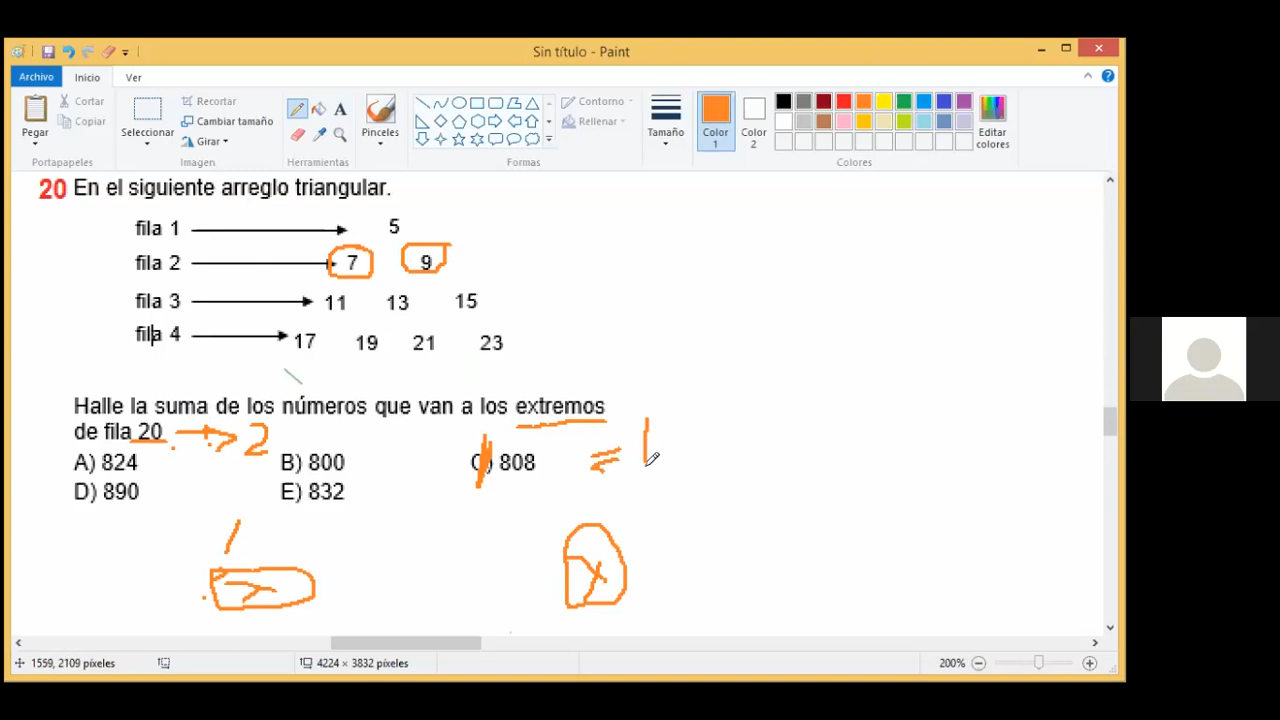 Sin título - Paint
Archivo Inicio Ver
Pegar
Cortar
Copiar
Portapapeles
Seleccionar
Recortar
Cambiar tamaño
Girar
Imagen
A
Herramientas
Pinceles
Formas
Contorno
Rellenar
Tamaño
Color 1
Color 2
Editar colores
Colores
20 En el siguiente arreglo triangular.
fila 1 5
fila 2 7 9
fila 3 11 13 15
fila 4 17 19 21 23
Halle la suma de los números que van a los extremos
de fila 20 2
A) 824 B) 800 C) 808 =
D) 890 E) 832
1559, 2109 píxeles 4224 × 3832 píxeles 200%